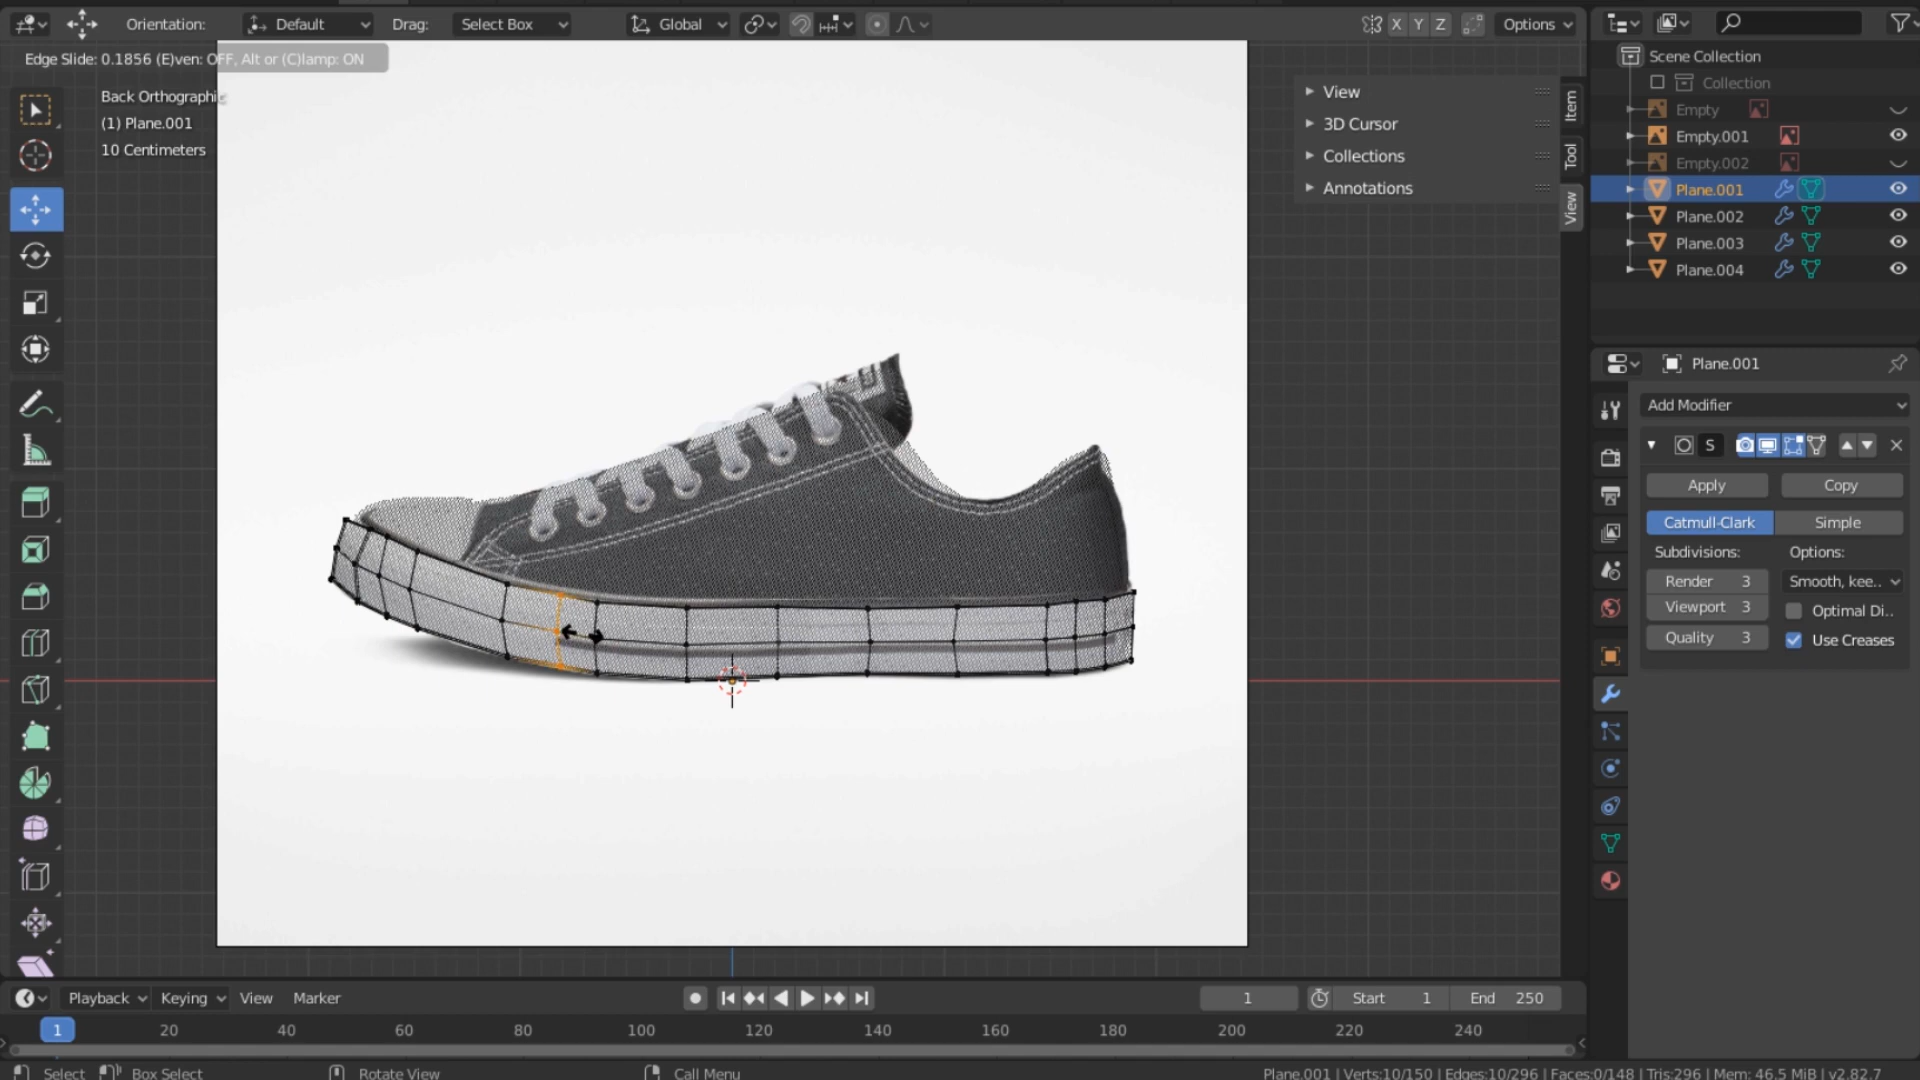 Orientation: Default Drag: Select Box Global X Y Z Options
Edge Slide: 0.1856 (E)ven: OFF, Alt or (C)lamp: ON
Back Orthographic
(1) Plane.001
10 Centimeters
View
3D Cursor
Collections
Annotations
Item
Tool
View
Scene Collection
Collection
Empty
Empty.001
Empty.002
Plane.001
Plane.002
Plane.003
Plane.004
Plane.001
Add Modifier
S
Apply Copy
Catmull-Clark Simple
Subdivisions: Options:
Render 3 Smooth, kee..
Viewport 3 Optimal Di..
Quality 3 Use Creases
Playback Keying View Marker 1 Start 1 End 250
1 20 40 60 80 100 120 140 160 180 200 220 240
Select Box Select Rotate View Call Menu Plane.001 | Verts:10/150 | Edges:10/296 | Faces:0/148 | Tris:296 | Mem: 46.5 MiB | v2.82.7